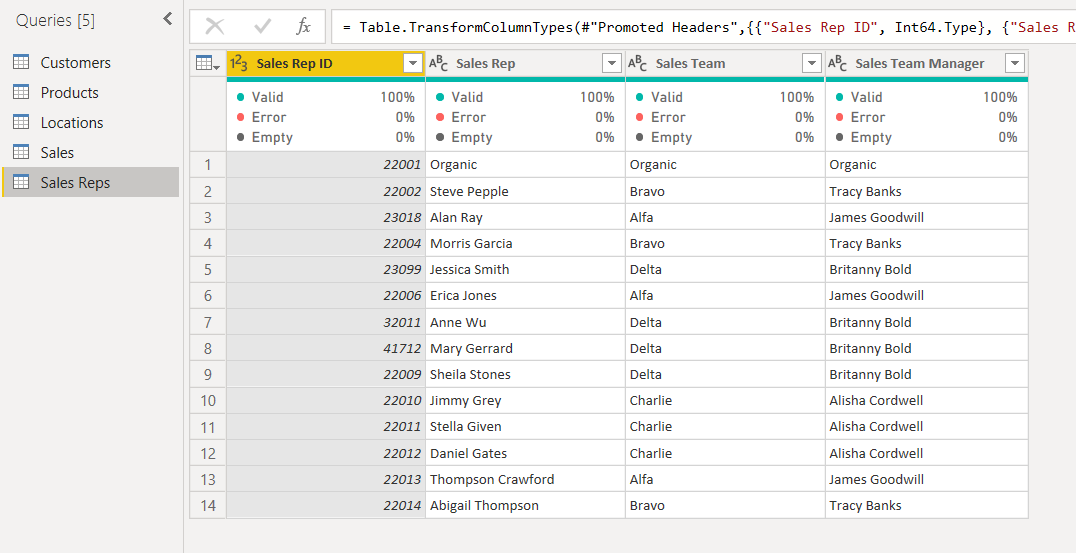 Queries [5]
Customers
Products
Locations
Sales
Sales Reps
fx = Table.TransformColumnTypes(#"Promoted Headers",{{"Sales Rep ID", Int64.Type}, {"Sales R
123 Sales Rep ID ABC Sales Rep ABC Sales Team ABC Sales Team Manager
Valid 100% Valid 100% Valid 100% Valid 100%
Error 0% Error 0% Error 0% Error 0%
Empty 0% Empty 0% Empty 0% Empty 0%
1 22001 Organic Organic Organic
2 22002 Steve Pepple Bravo Tracy Banks
3 23018 Alan Ray Alfa James Goodwill
4 22004 Morris Garcia Bravo Tracy Banks
5 23099 Jessica Smith Delta Britanny Bold
6 22006 Erica Jones Alfa James Goodwill
7 32011 Anne Wu Delta Britanny Bold
8 41712 Mary Gerrard Delta Britanny Bold
9 22009 Sheila Stones Delta Britanny Bold
10 22010 Jimmy Grey Charlie Alisha Cordwell
11 22011 Stella Given Charlie Alisha Cordwell
12 22012 Daniel Gates Charlie Alisha Cordwell
13 22013 Thompson Crawford Alfa James Goodwill
14 22014 Abigail Thompson Bravo Tracy Banks